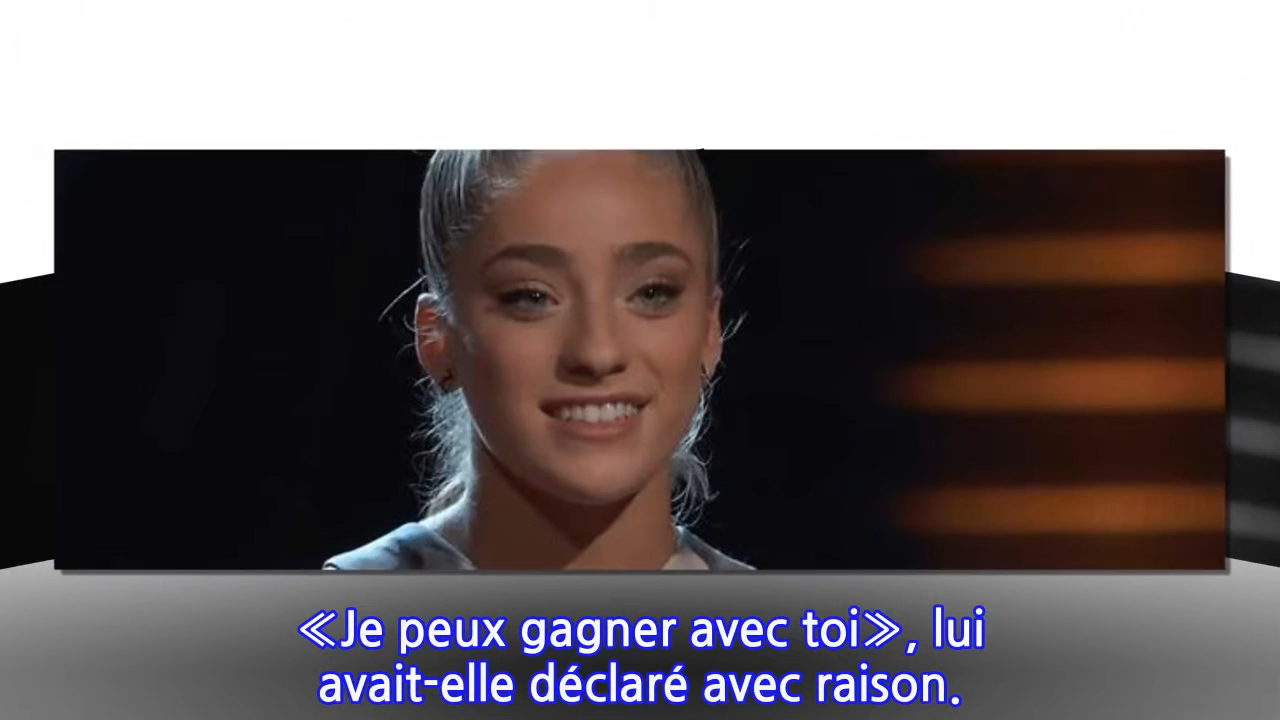 ≪Je peux gagner avec toi≫, lui
avait-elle déclaré avec raison.